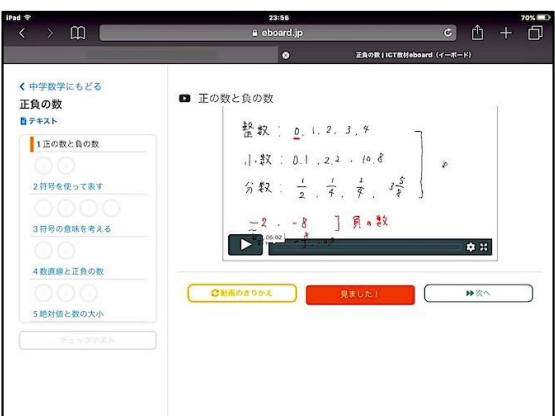 iPad
23:56
70%
eboard.jp
正負の数 | ICT教材eboard（イーボード）
中学数学にもどる
正負の数
テキスト
1 正の数と負の数
2 符号を使って表す
3 符号の意味を考える
4 数直線と正負の数
5 絶対値と数の大小
チェックテスト
正の数と負の数
整数 : 0, 1, 2, 3, 4
小数 : 0.1, 2.2, 10.8
分数 : 1/2, 1/4, 3/4, 3 5/8
-2, -8 ] 負の数
06:02
動画のきりかえ
見ました！
次へ